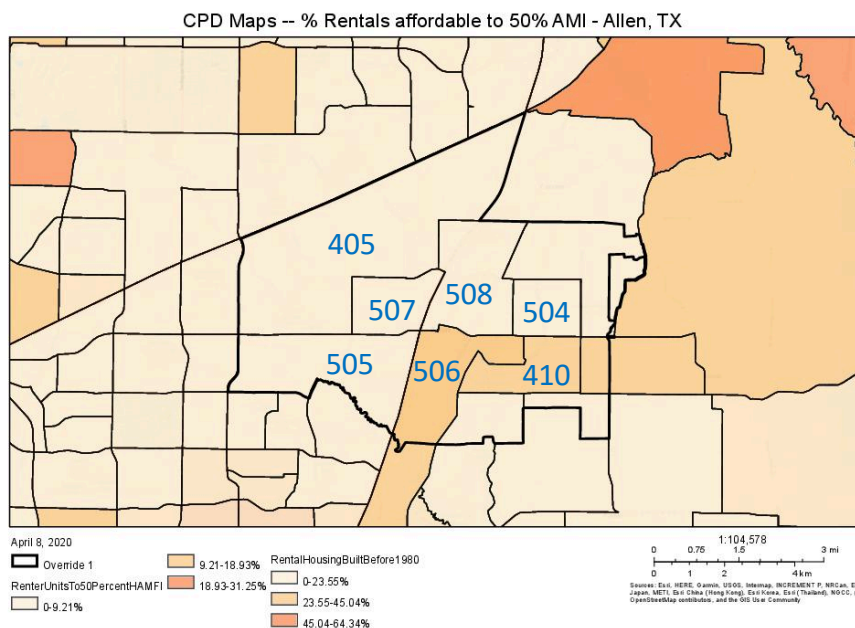 CPD Maps -- % Rentals affordable to 50% AMI - Allen, TX
405
507
508
504
505
506
410
April 8, 2020
Override 1
RenterUnitsTo50PercentHAMFI
0-9.21%
9.21-18.93%
18.93-31.25%
RentalHousingBuiltBefore1980
0-23.55%
23.55-45.04%
45.04-64.34%
1:104,578
0 0.75 1.5 3 mi
0 1 2 4 km
Sources: Esri, HERE, Garmin, USGS, Intermap, INCREMENT P, NRCan, E
Japan, METI, Esri China (Hong Kong), Esri Korea, Esri (Thailand), NGCC,
OpenStreetMap contributors, and the GIS User Community